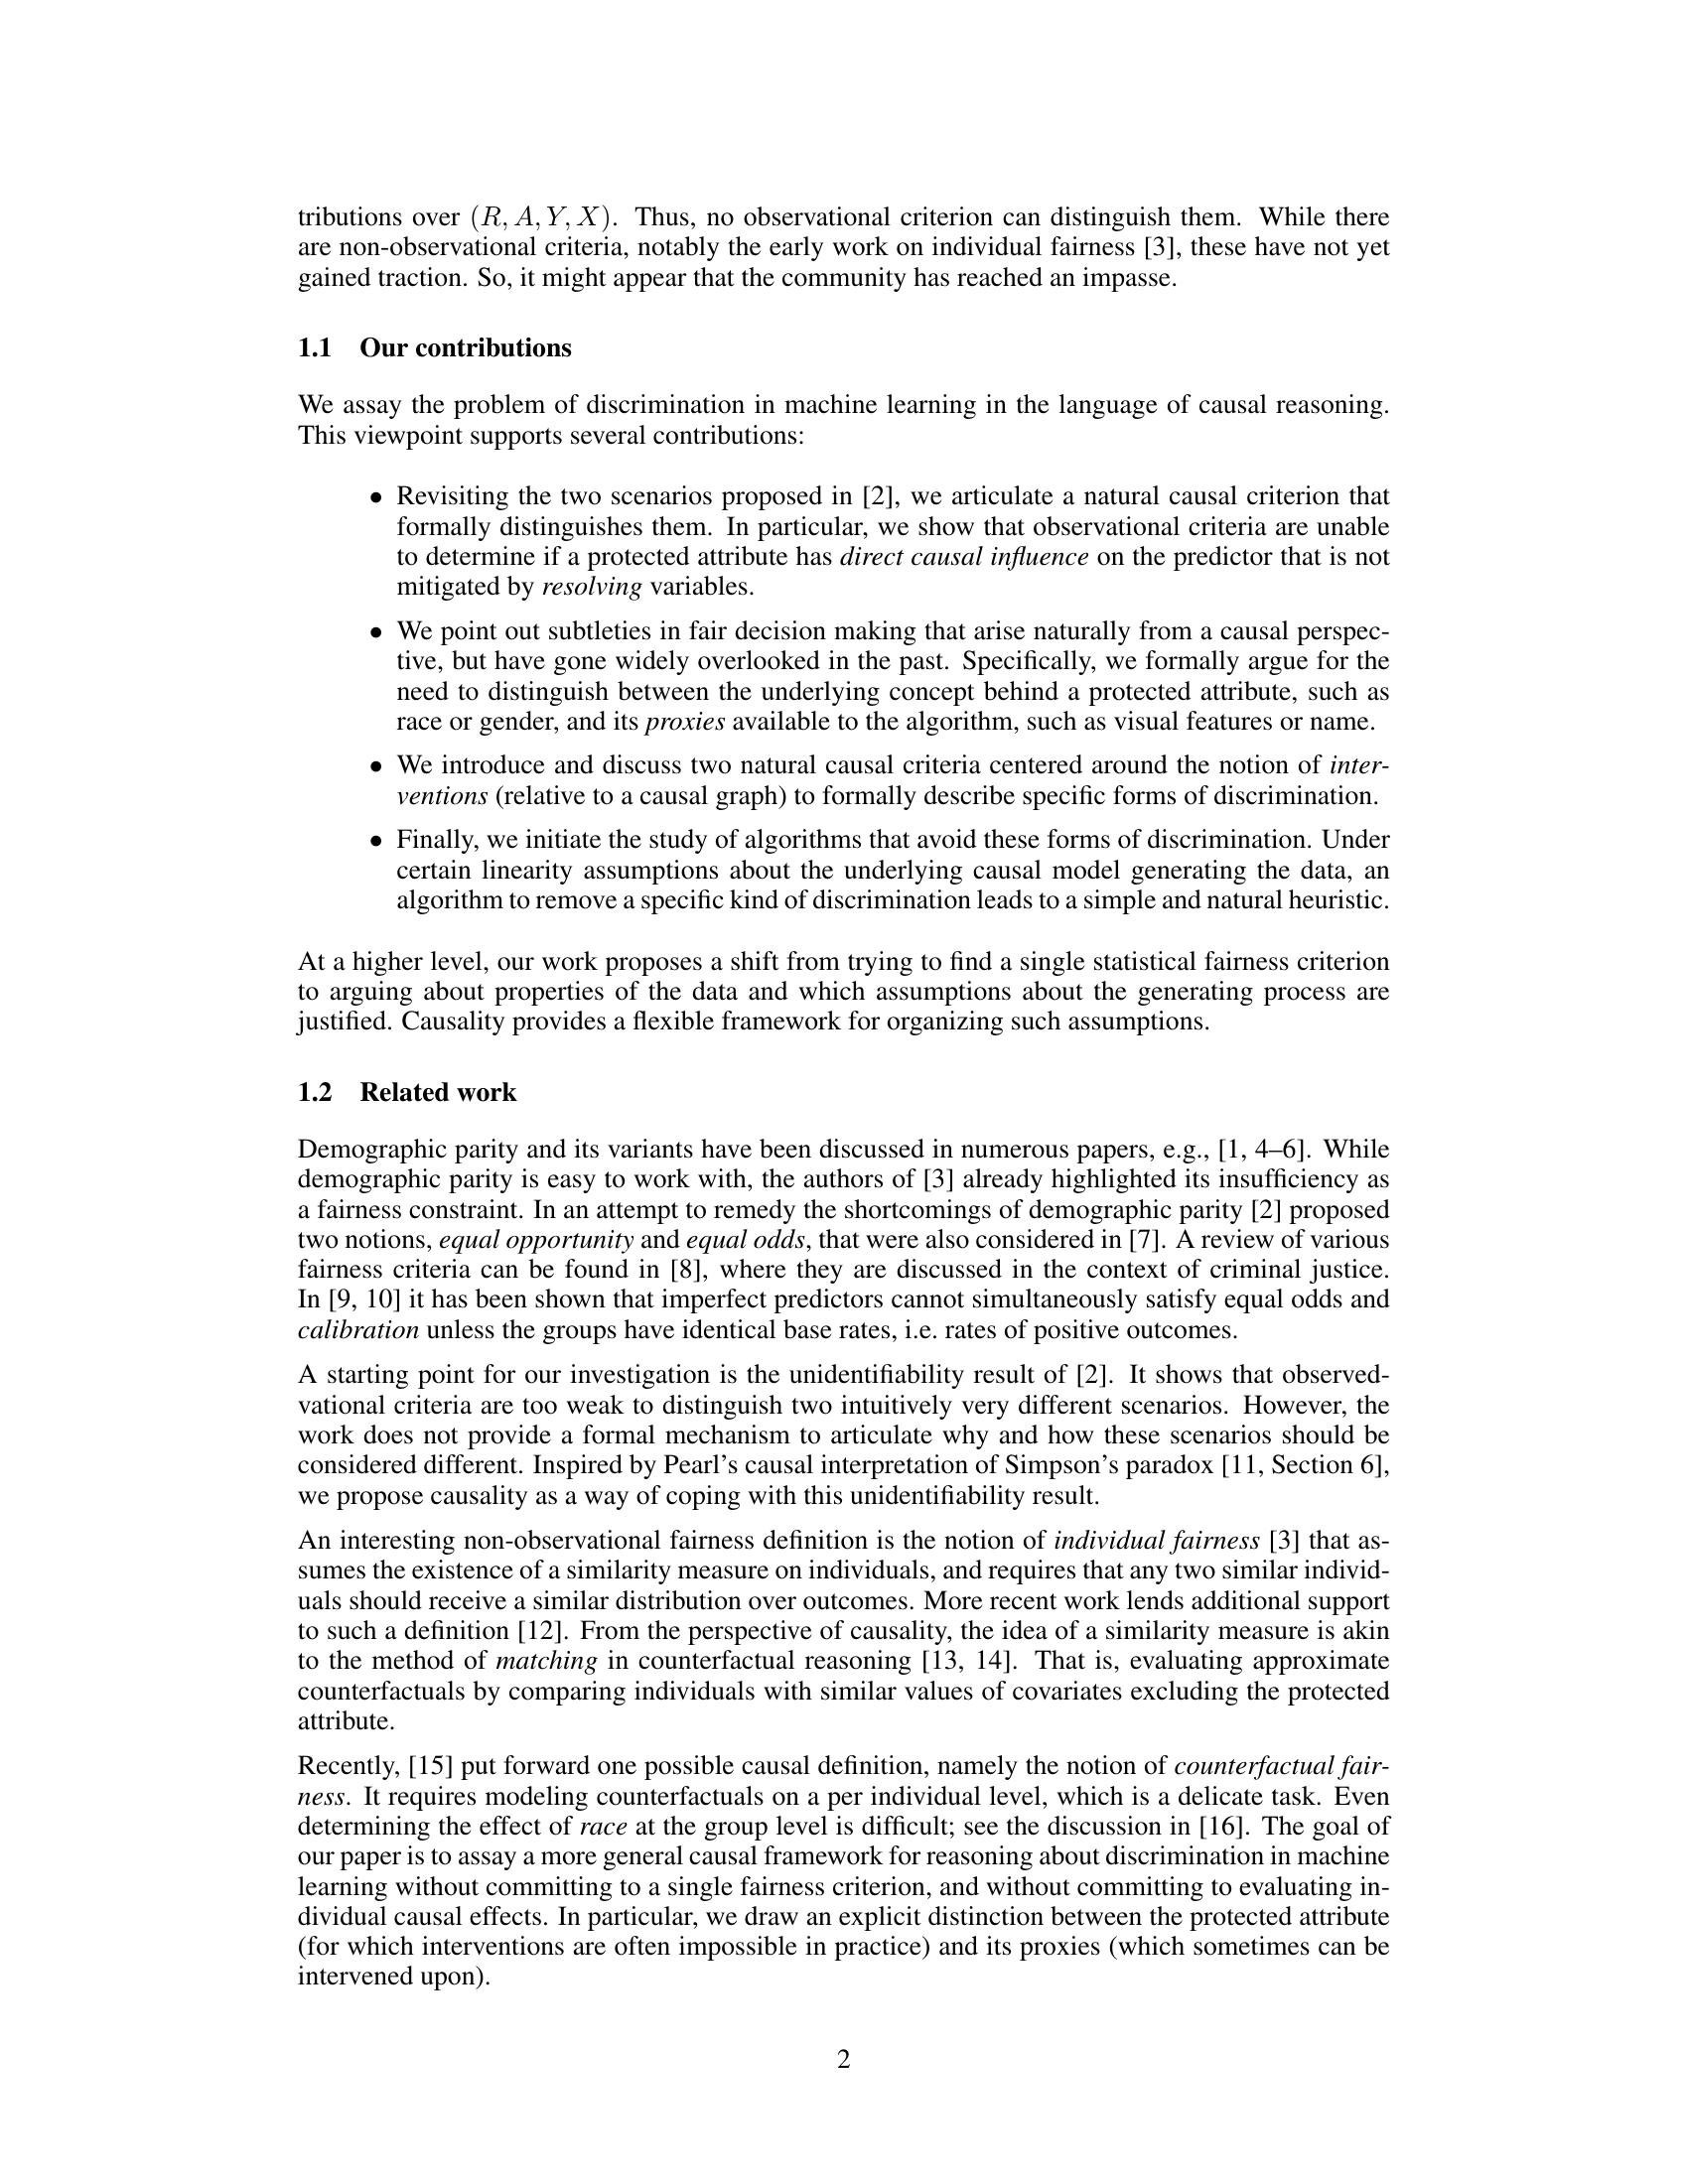 tributions over (R, A, Y, X). Thus, no observational criterion can distinguish them. While there
are non-observational criteria, notably the early work on individual fairness [3], these have not yet
gained traction. So, it might appear that the community has reached an impasse.
1.1 Our contributions
We assay the problem of discrimination in machine learning in the language of causal reasoning.
This viewpoint supports several contributions:
• Revisiting the two scenarios proposed in [2], we articulate a natural causal criterion that
formally distinguishes them. In particular, we show that observational criteria are unable
to determine if a protected attribute has direct causal influence on the predictor that is not
mitigated by resolving variables.
• We point out subtleties in fair decision making that arise naturally from a causal perspec-
tive, but have gone widely overlooked in the past. Specifically, we formally argue for the
need to distinguish between the underlying concept behind a protected attribute, such as
race or gender, and its proxies available to the algorithm, such as visual features or name.
• We introduce and discuss two natural causal criteria centered around the notion of inter-
ventions (relative to a causal graph) to formally describe specific forms of discrimination.
• Finally, we initiate the study of algorithms that avoid these forms of discrimination. Under
certain linearity assumptions about the underlying causal model generating the data, an
algorithm to remove a specific kind of discrimination leads to a simple and natural heuristic.
At a higher level, our work proposes a shift from trying to find a single statistical fairness criterion
to arguing about properties of the data and which assumptions about the generating process are
justified. Causality provides a flexible framework for organizing such assumptions.
1.2 Related work
Demographic parity and its variants have been discussed in numerous papers, e.g., [1, 4–6]. While
demographic parity is easy to work with, the authors of [3] already highlighted its insufficiency as
a fairness constraint. In an attempt to remedy the shortcomings of demographic parity [2] proposed
two notions, equal opportunity and equal odds, that were also considered in [7]. A review of various
fairness criteria can be found in [8], where they are discussed in the context of criminal justice.
In [9, 10] it has been shown that imperfect predictors cannot simultaneously satisfy equal odds and
calibration unless the groups have identical base rates, i.e. rates of positive outcomes.
A starting point for our investigation is the unidentifiability result of [2]. It shows that observed-
vational criteria are too weak to distinguish two intuitively very different scenarios. However, the
work does not provide a formal mechanism to articulate why and how these scenarios should be
considered different. Inspired by Pearl's causal interpretation of Simpson's paradox [11, Section 6],
we propose causality as a way of coping with this unidentifiability result.
An interesting non-observational fairness definition is the notion of individual fairness [3] that as-
sumes the existence of a similarity measure on individuals, and requires that any two similar individ-
uals should receive a similar distribution over outcomes. More recent work lends additional support
to such a definition [12]. From the perspective of causality, the idea of a similarity measure is akin
to the method of matching in counterfactual reasoning [13, 14]. That is, evaluating approximate
counterfactuals by comparing individuals with similar values of covariates excluding the protected
attribute.
Recently, [15] put forward one possible causal definition, namely the notion of counterfactual fair-
ness. It requires modeling counterfactuals on a per individual level, which is a delicate task. Even
determining the effect of race at the group level is difficult; see the discussion in [16]. The goal of
our paper is to assay a more general causal framework for reasoning about discrimination in machine
learning without committing to a single fairness criterion, and without committing to evaluating in-
dividual causal effects. In particular, we draw an explicit distinction between the protected attribute
(for which interventions are often impossible in practice) and its proxies (which sometimes can be
intervened upon).
2